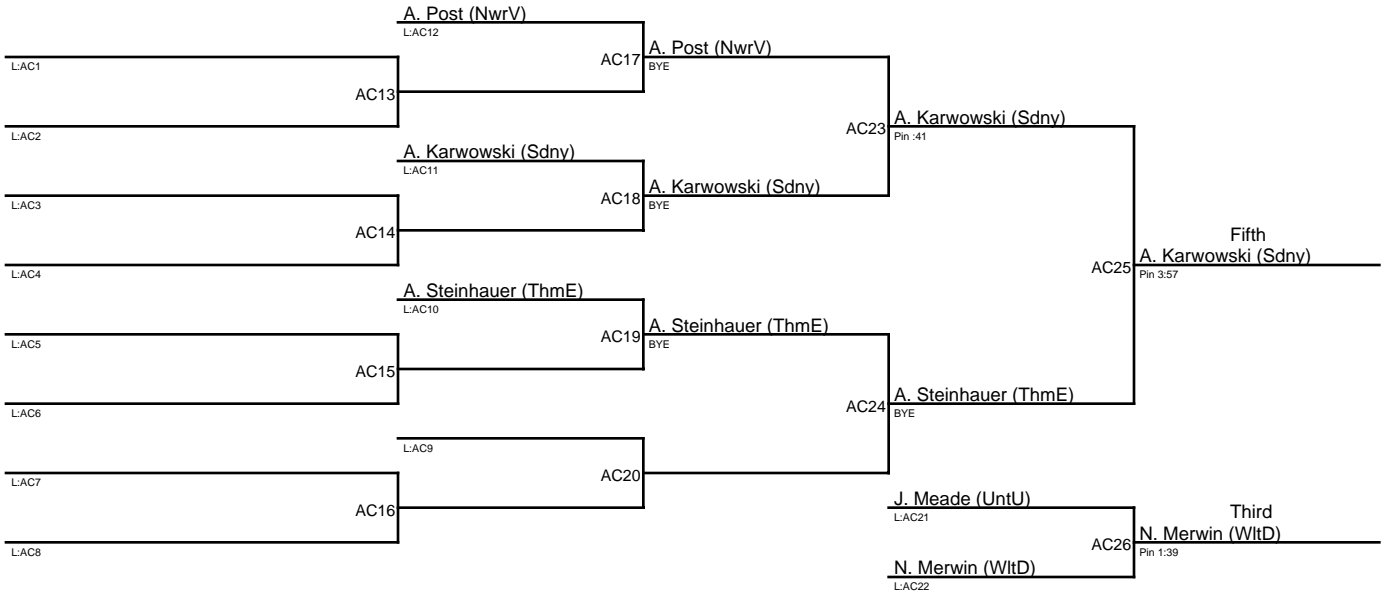 A. Post (NwrV)
L:AC12
AC17
A. Post (NwrV)
BYE
L:AC1
AC13
L:AC2
AC23
A. Karwowski (Sdny)
Pin :41
A. Karwowski (Sdny)
L:AC11
AC18
A. Karwowski (Sdny)
BYE
L:AC3
AC14
L:AC4
Fifth
AC25
A. Karwowski (Sdny)
Pin 3:57
A. Steinhauer (ThmE)
L:AC10
AC19
A. Steinhauer (ThmE)
BYE
L:AC5
AC15
L:AC6
AC24
A. Steinhauer (ThmE)
BYE
L:AC9
AC20
L:AC7
AC16
L:AC8
J. Meade (UntU)
L:AC21
Third
AC26
N. Merwin (WltD)
Pin 1:39
N. Merwin (WltD)
L:AC22